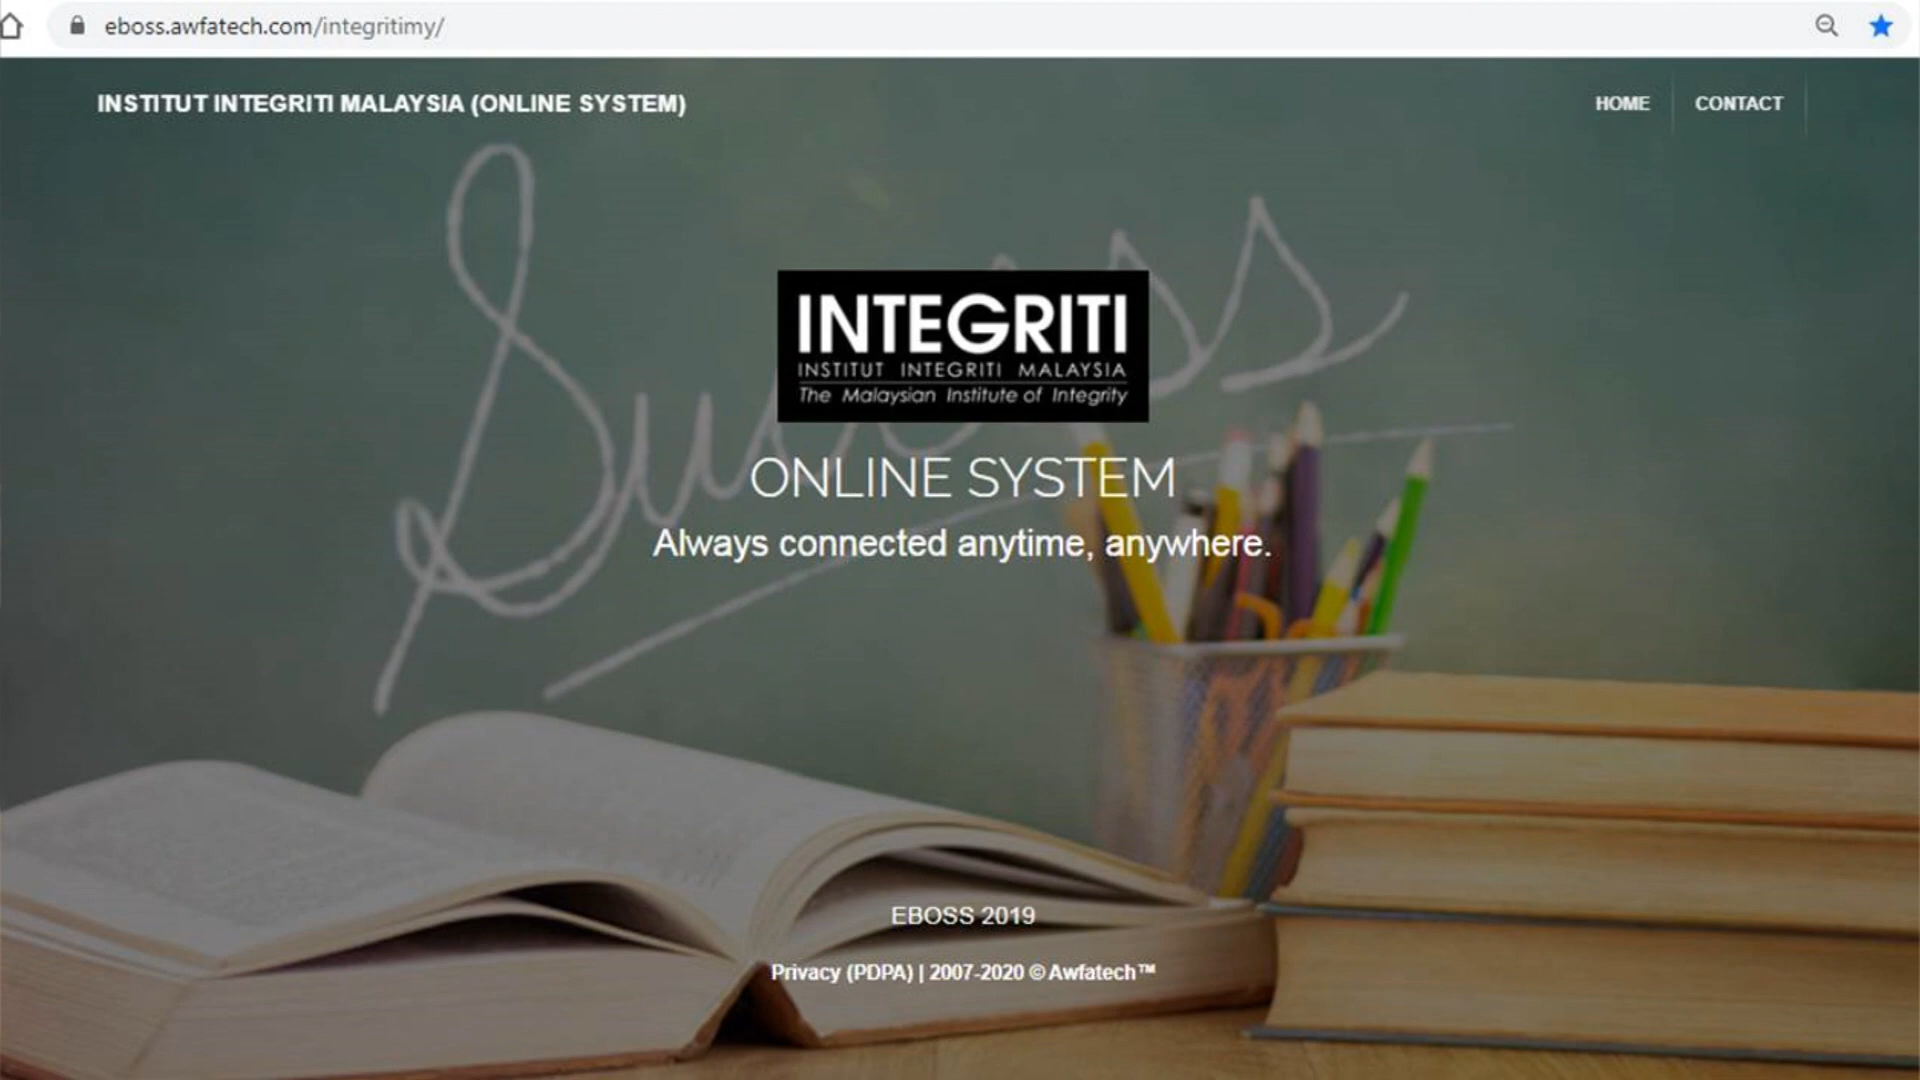 eboss.awfatech.com/integritimy/
INSTITUT INTEGRITI MALAYSIA (ONLINE SYSTEM)
HOME
CONTACT
Success
INTEGRITI
INSTITUT INTEGRITI MALAYSIA
The Malaysian Institute of Integrity
ONLINE SYSTEM
Always connected anytime, anywhere.
EBOSS 2019
Privacy (PDPA) | 2007-2020 © Awfatech™